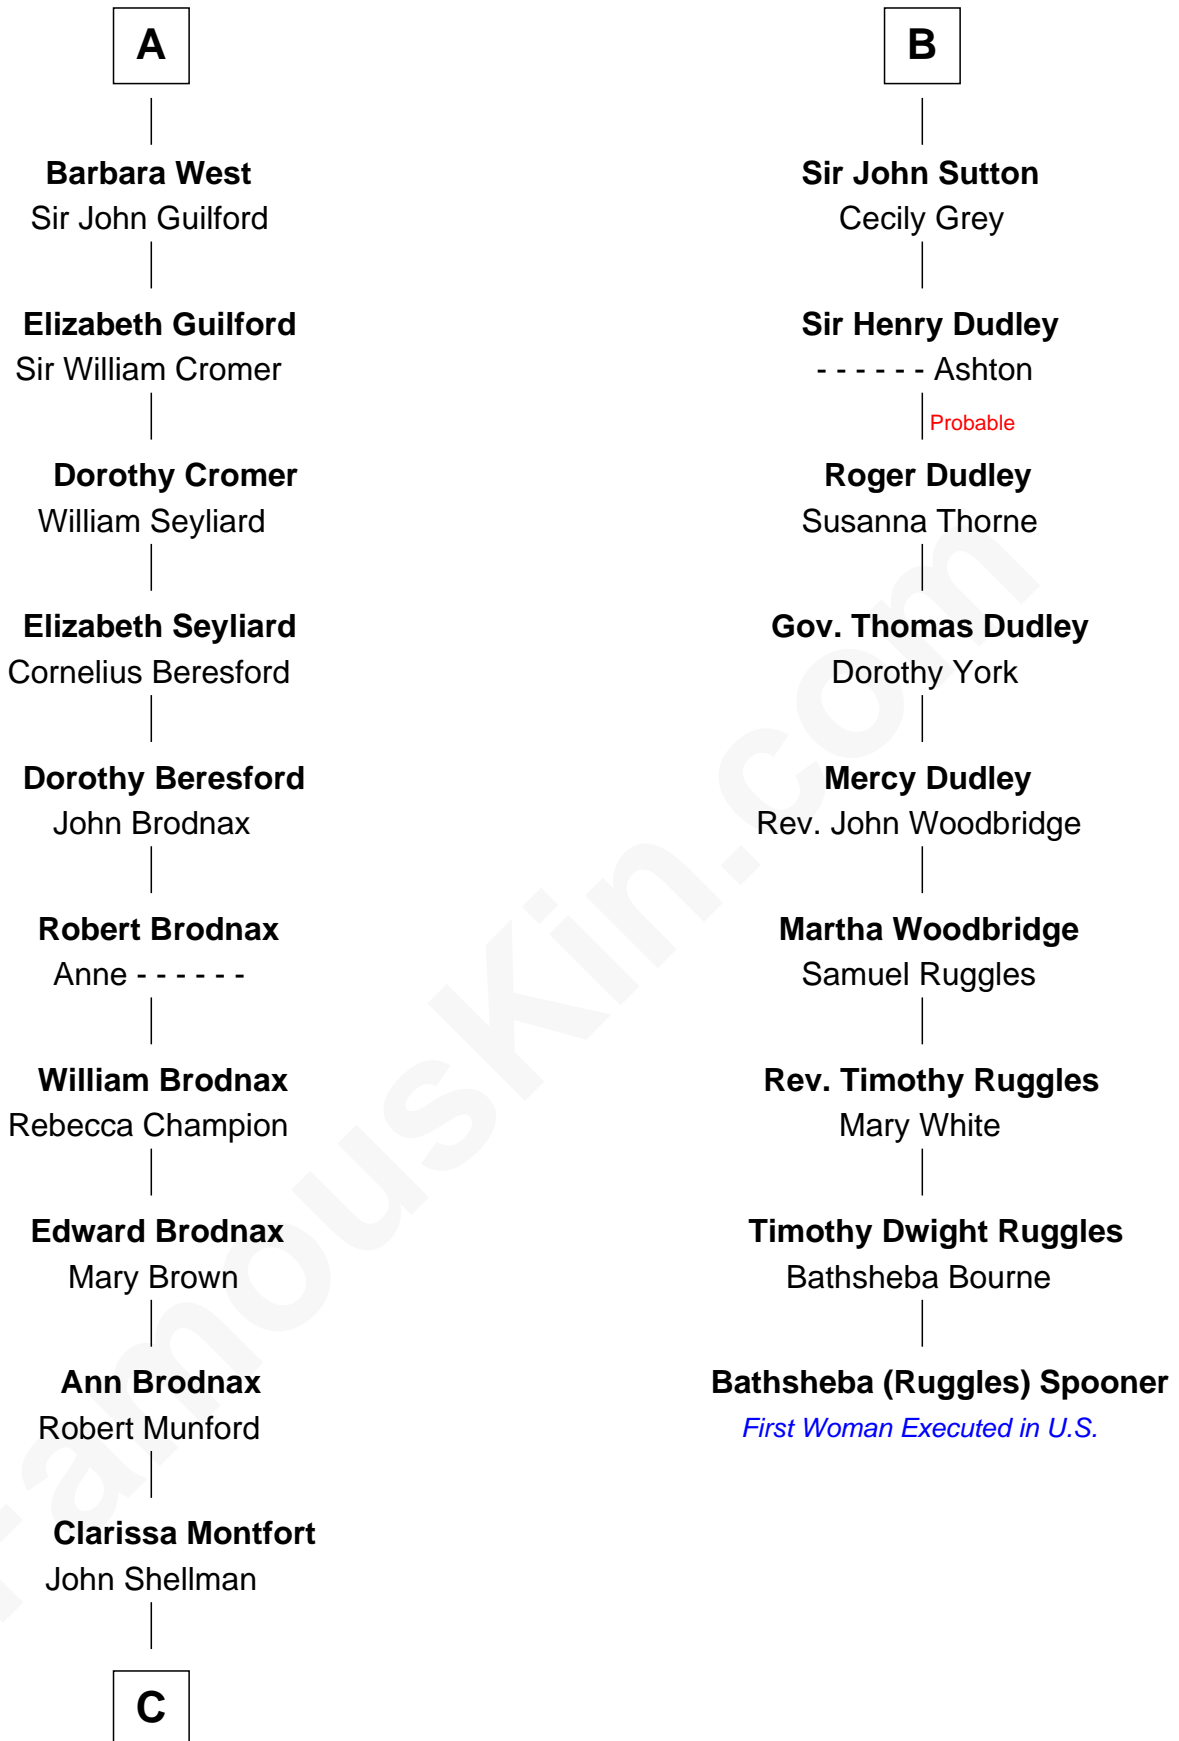 A
Barbara West
Sir John Guilford
Elizabeth Guilford
Sir William Cromer
Dorothy Cromer
William Seyliard
Elizabeth Seyliard
Cornelius Beresford
Dorothy Beresford
John Brodnax
Robert Brodnax
Anne - - - - - -
William Brodnax
Rebecca Champion
Edward Brodnax
Mary Brown
Ann Brodnax
Robert Munford
Clarissa Montfort
John Shellman
C
B
Sir John Sutton
Cecily Grey
Sir Henry Dudley
- - - - - - Ashton
Probable
Roger Dudley
Susanna Thorne
Gov. Thomas Dudley
Dorothy York
Mercy Dudley
Rev. John Woodbridge
Martha Woodbridge
Samuel Ruggles
Rev. Timothy Ruggles
Mary White
Timothy Dwight Ruggles
Bathsheba Bourne
Bathsheba (Ruggles) Spooner
First Woman Executed in U.S.
FamousKin.com